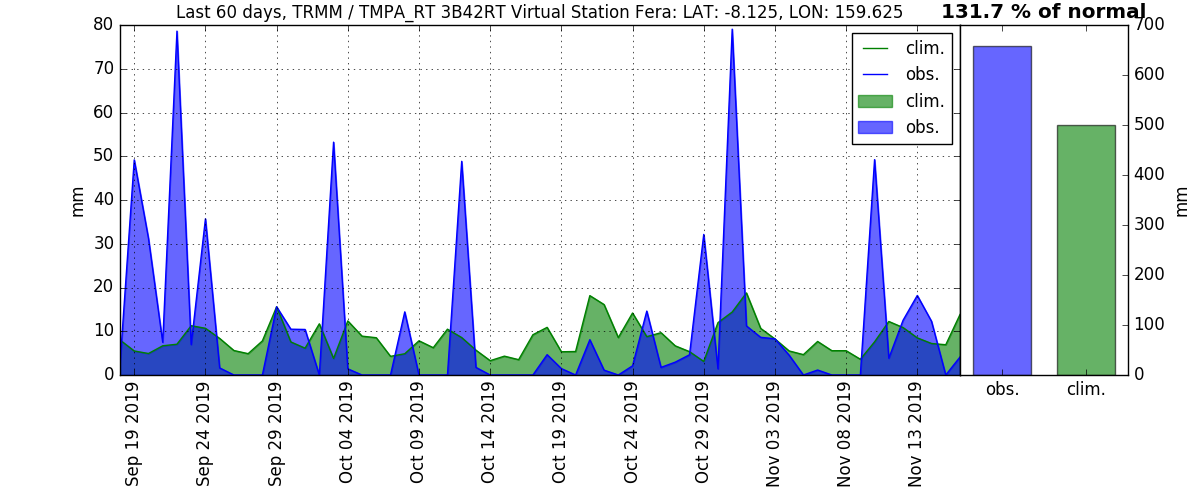 Last 60 days, TRMM / TMPA_RT 3B42RT Virtual Station Fera: LAT: -8.125, LON: 159.625
131.7 % of normal
80
70
60
50
40
30
20
10
0
mm
clim.
obs.
clim.
obs.
Sep 19 2019
Sep 24 2019
Sep 29 2019
Oct 04 2019
Oct 09 2019
Oct 14 2019
Oct 19 2019
Oct 24 2019
Oct 29 2019
Nov 03 2019
Nov 08 2019
Nov 13 2019
700
600
500
400
300
200
100
0
mm
obs.
clim.